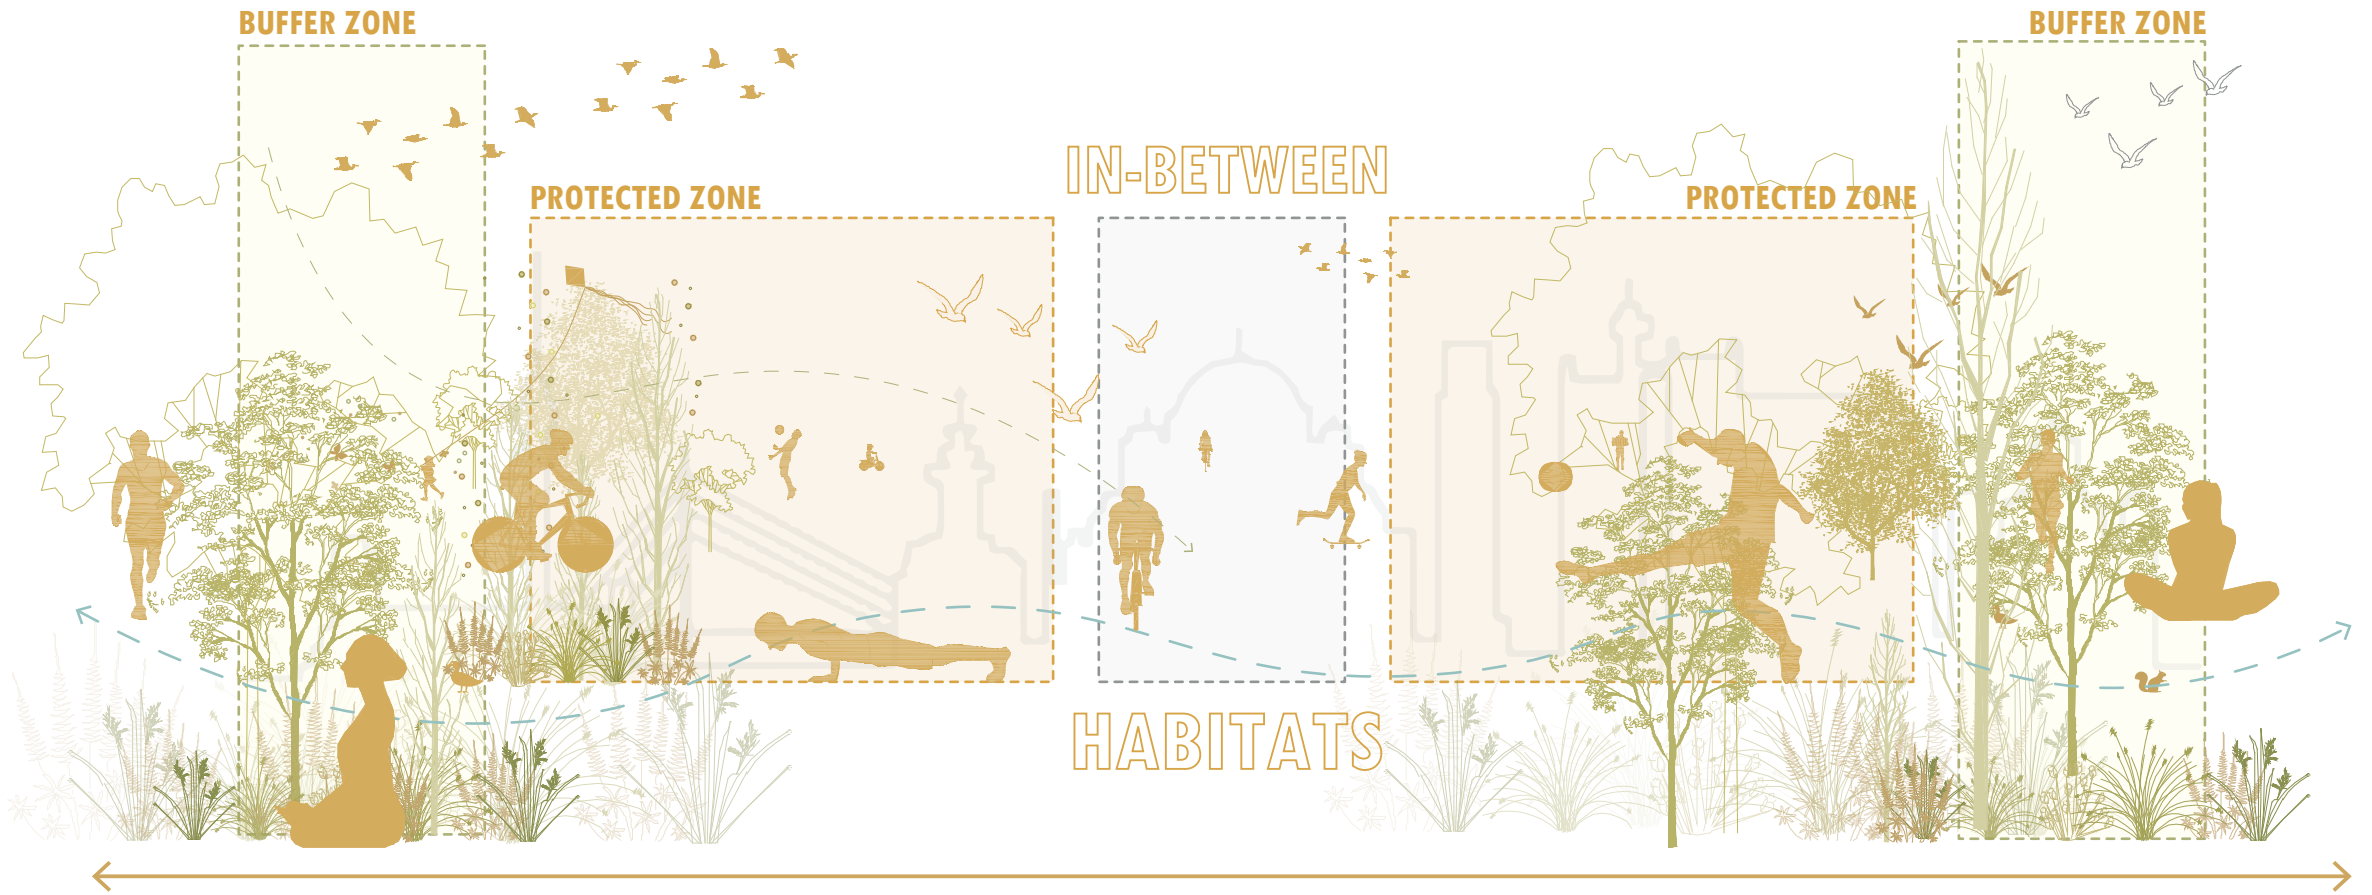 BUFFER ZONE
BUFFER ZONE
IN-BETWEEN
PROTECTED ZONE
PROTECTED ZONE
HABITATS